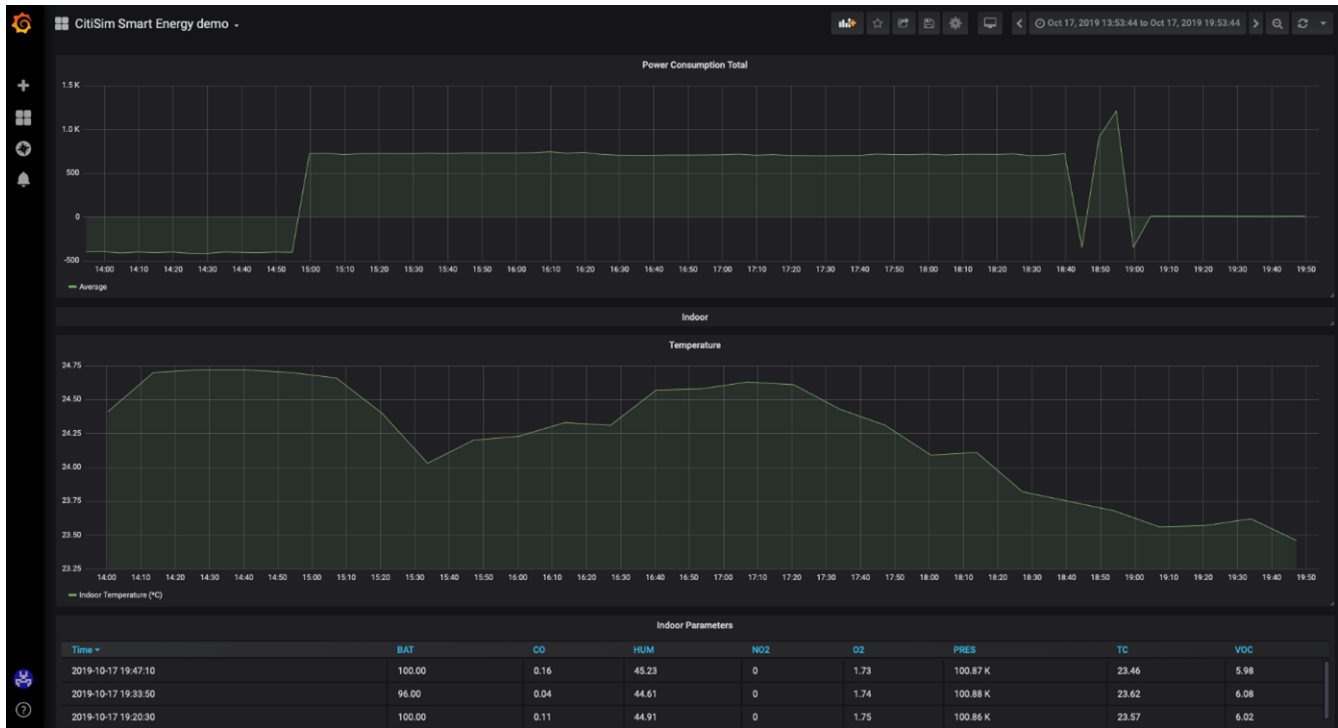 CitiSim Smart Energy demo
Oct 17, 2019 13:53:44 to Oct 17, 2019 19:53:44
Power Consumption Total
1.5 K
1.0 K
500
0
-500
14:00 14:10 14:20 14:30 14:40 14:50 15:00 15:10 15:20 15:30 15:40 15:50 16:00 16:10 16:20 16:30 16:40 16:50 17:00 17:10 17:20 17:30 17:40 17:50 18:00 18:10 18:20 18:30 18:40 18:50 19:00 19:10 19:20 19:30 19:40 19:50
Average
Indoor
Temperature
24.75
24.50
24.25
24.00
23.75
23.50
23.25
14:00 14:10 14:20 14:30 14:40 14:50 15:00 15:10 15:20 15:30 15:40 15:50 16:00 16:10 16:20 16:30 16:40 16:50 17:00 17:10 17:20 17:30 17:40 17:50 18:00 18:10 18:20 18:30 18:40 18:50 19:00 19:10 19:20 19:30 19:40 19:50
Indoor Temperature (ºC)
Indoor Parameters
Time BAT CO HUM NO2 O2 PRES TC VOC
2019-10-17 19:47:10 100.00 0.16 45.23 0 1.73 100.87 K 23.46 5.98
2019-10-17 19:33:50 96.00 0.04 44.61 0 1.74 100.88 K 23.62 6.08
2019-10-17 19:20:30 100.00 0.11 44.91 0 1.75 100.86 K 23.57 6.02